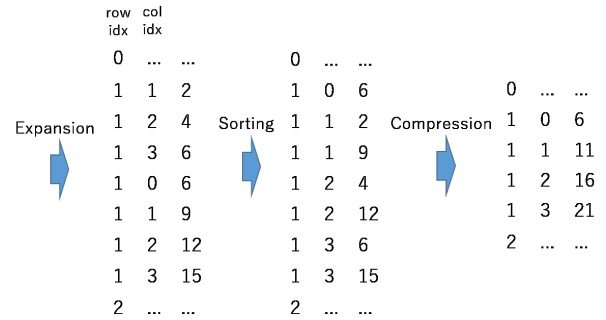 row col
idx idx
0 ... ...
1 1 2
1 2 4
1 3 6
1 0 6
1 1 9
1 2 12
1 3 15
2 ... ...
Expansion
0 ... ...
1 0 6
1 1 2
1 1 9
1 2 4
1 2 12
1 3 6
1 3 15
2 ... ...
Sorting
0 ... ...
1 0 6
1 1 11
1 2 16
1 3 21
2 ... ...
Compression